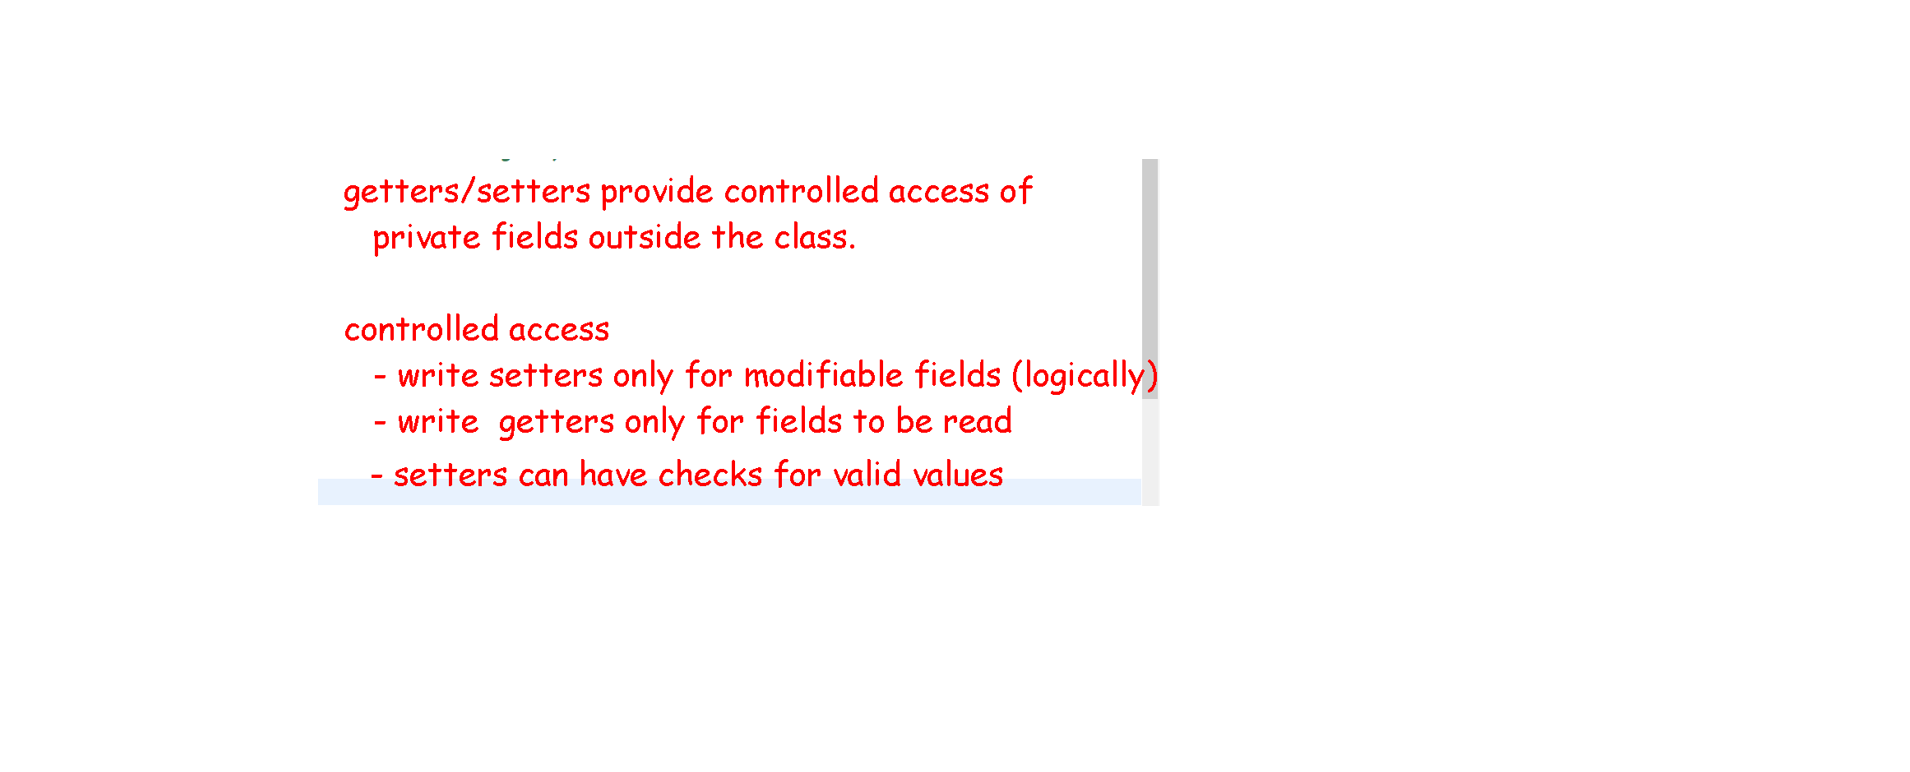 getters/setters provide controlled access of
private fields outside the class.
controlled access
- write setters only for modifiable fields (logically)
- write getters only for fields to be read
- setters can have checks for valid values